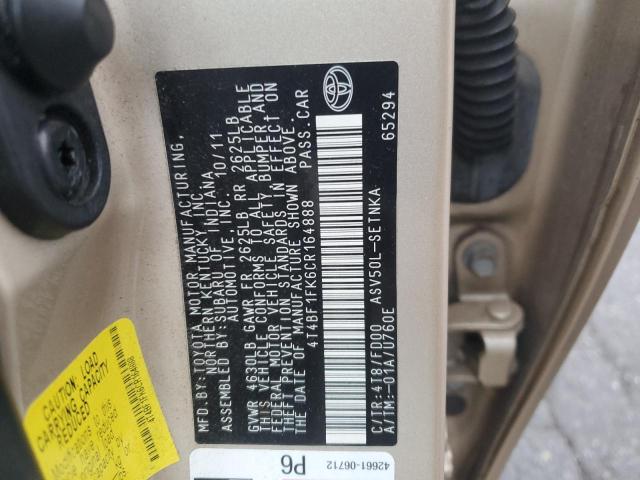 MFD.BY:TOYOTA MOTOR MANUFACTURING,
NORTHERN KENTUCKY, INC.
ASSEMBLED BY:SUBARU OF INDIANA
AUTOMOTIVE,INC. 10/11
GVWR 4630LB GAWR FR 2625LB RR 2625LB
THIS VEHICLE CONFORMS TO ALL APPLICABLE
FEDERAL MOTOR VEHICLE SAFETY BUMPER,AND
THEFT PREVENTION STANDARDS IN EFFECT ON
THE DATE OF MANUFACTURE SHOWN ABOVE.
4T4BF1FK6CR164888 PASS.CAR
C/TR:4T8/FD00 ASV50L-SETNKA
A/TM:-01A/U760E 65294
CAUTION: LOAD
CARRYING CAPACITY
REDUCED
P6
42661-06712